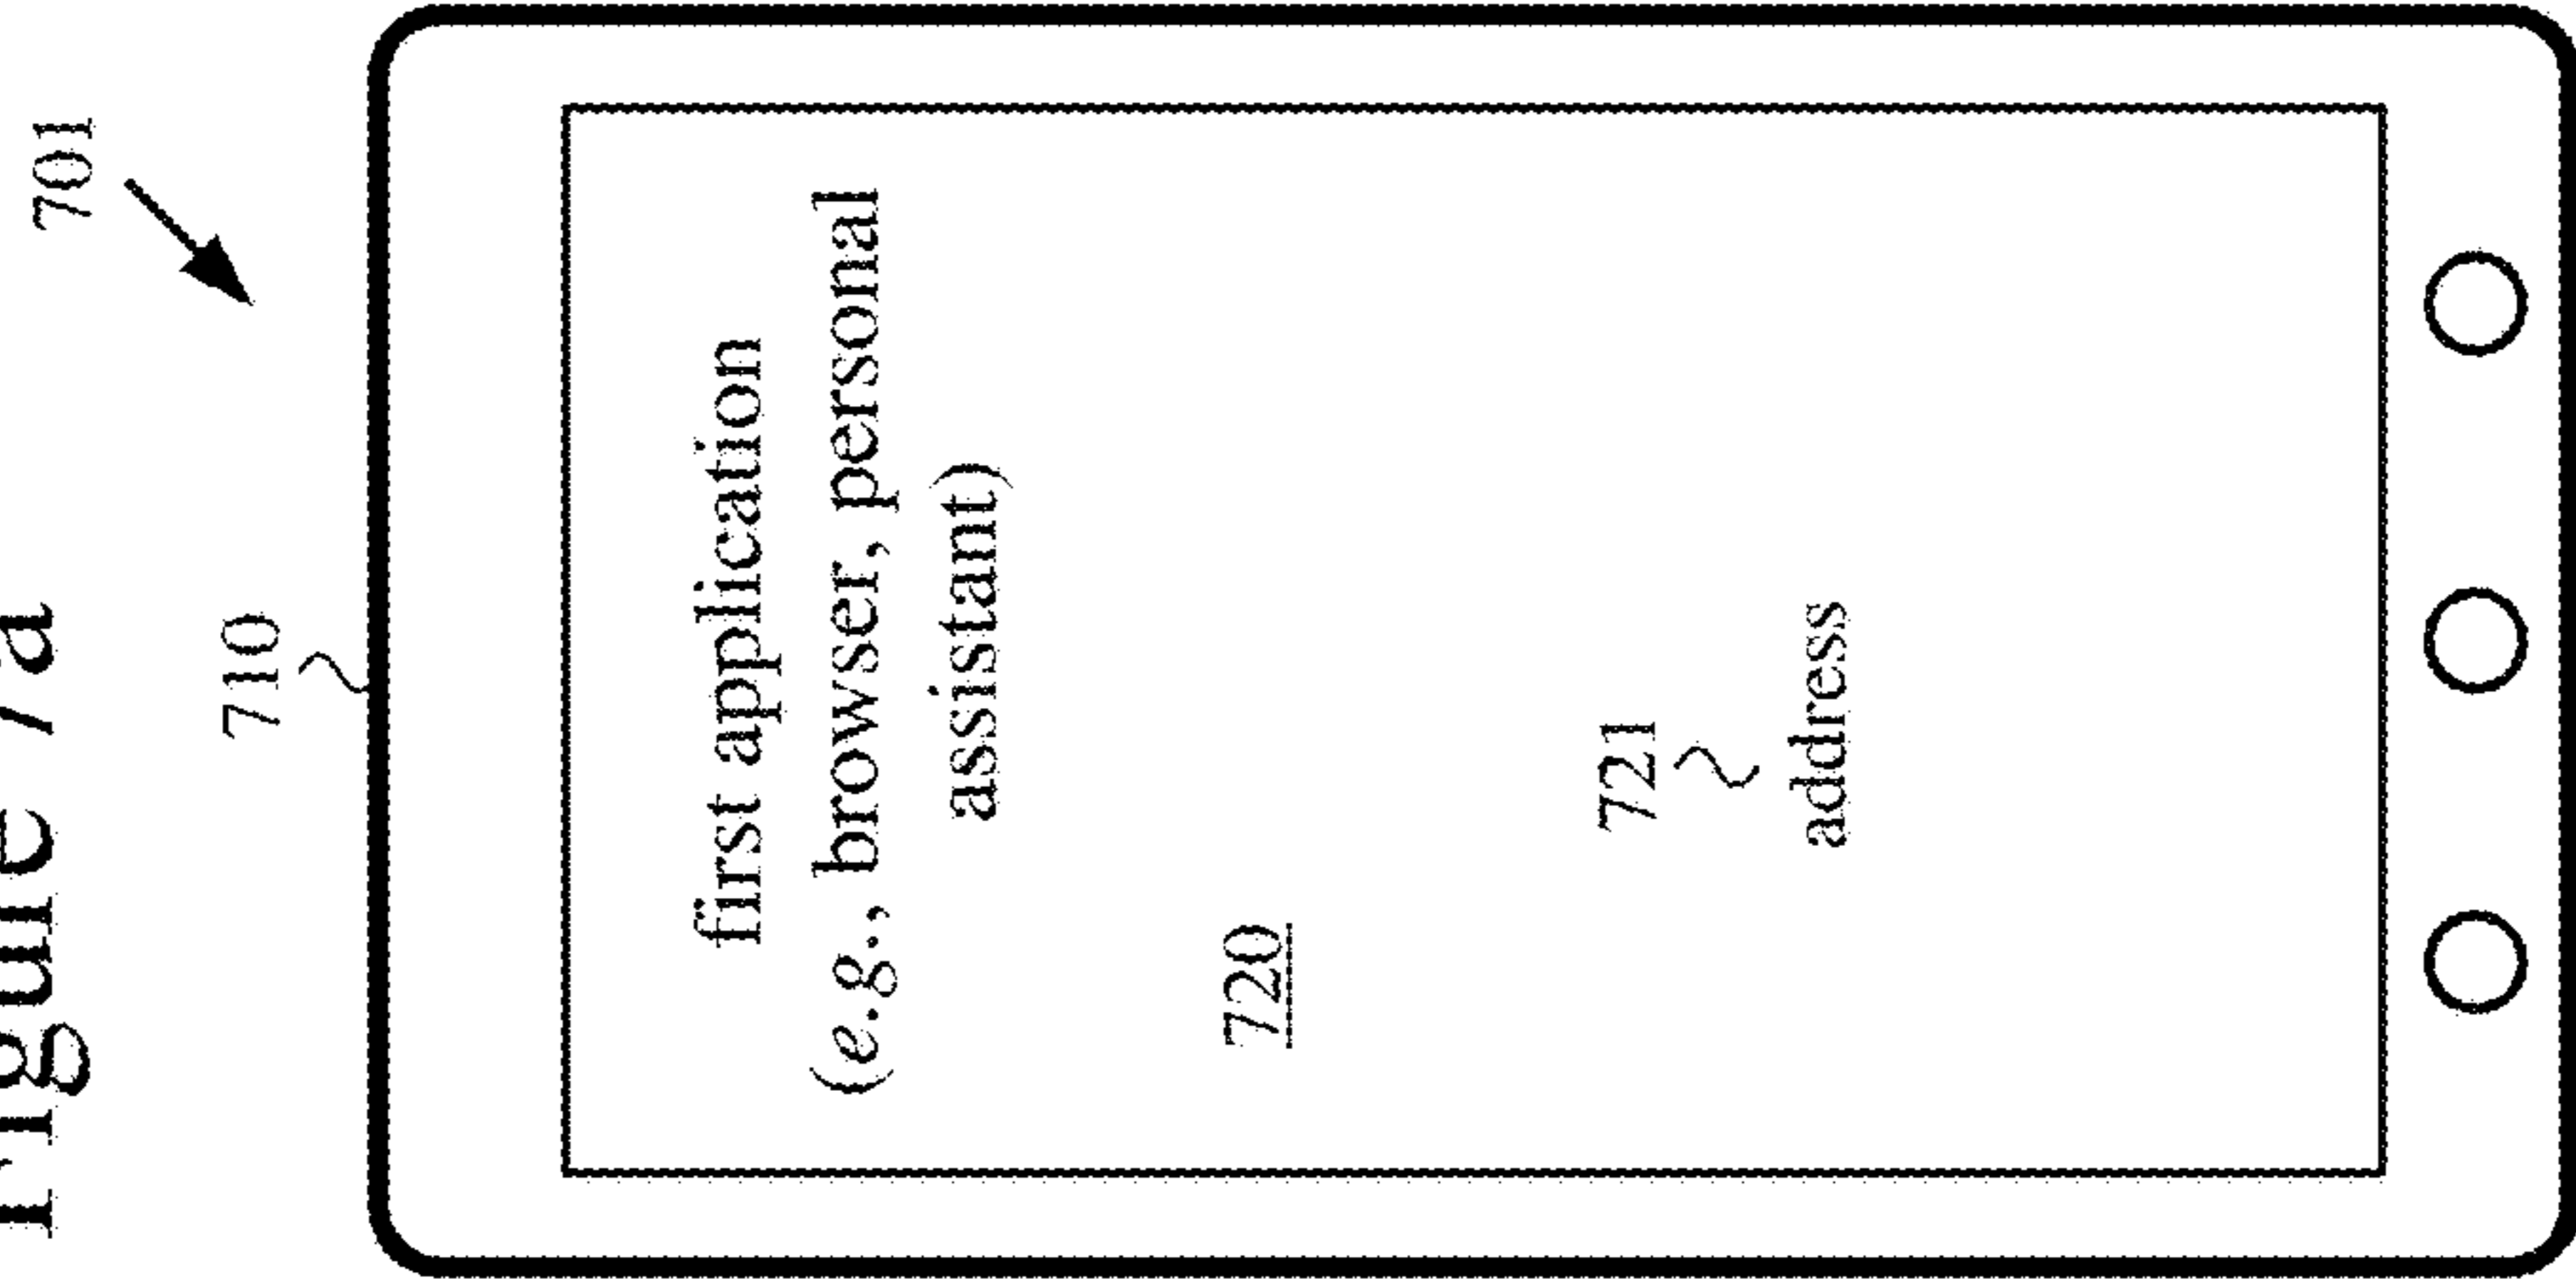 Figure 7a
701
710
first application
(e.g., browser, personal
assistant)
720
721
address